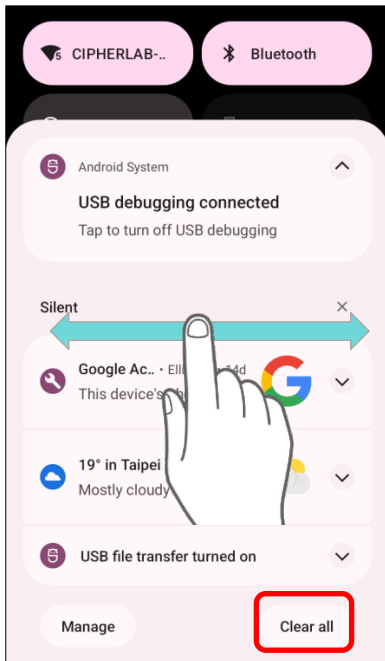 CIPHERLAB-.. Bluetooth
Android System
USB debugging connected
Tap to turn off USB debugging
Silent
Google Ac.. • 14d
This device's
19° in Taipei
Mostly cloudy
USB file transfer turned on
Manage Clear all